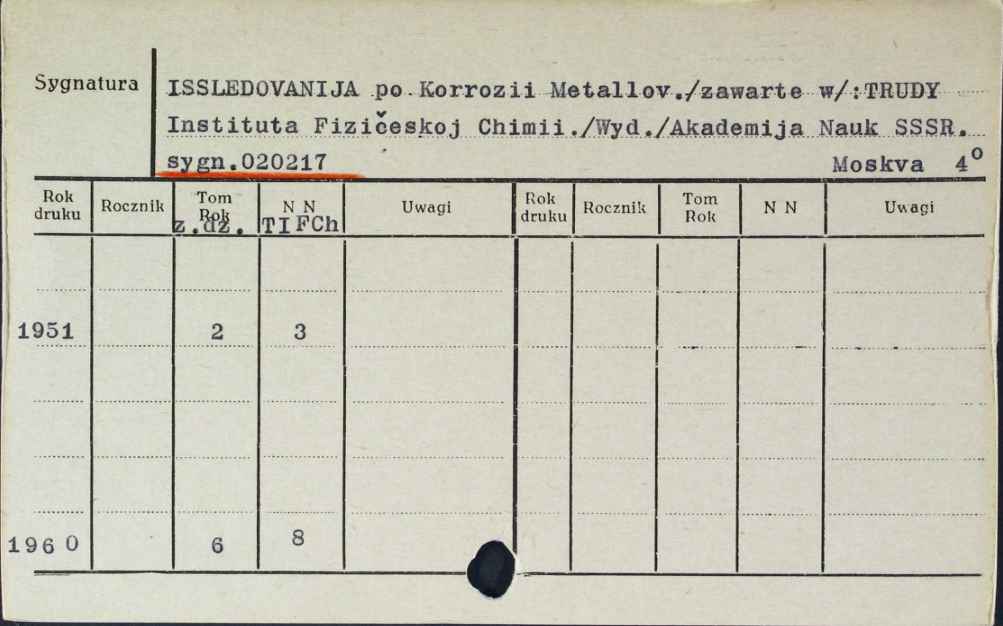 Sygnatura
ISSLEDOVANIJA po Korrozii Metallov./zawarte w/:TRUDY
Instituta Fizičeskoj Chimii./Wyd./Akademija Nauk SSSR.
sygn.020217 Moskva 4º
Rok druku Rocznik Tom Rok N N Uwagi Rok druku Rocznik Tom Rok N N Uwagi
z.dz. TIFCh
1951 2 3
1960 6 8